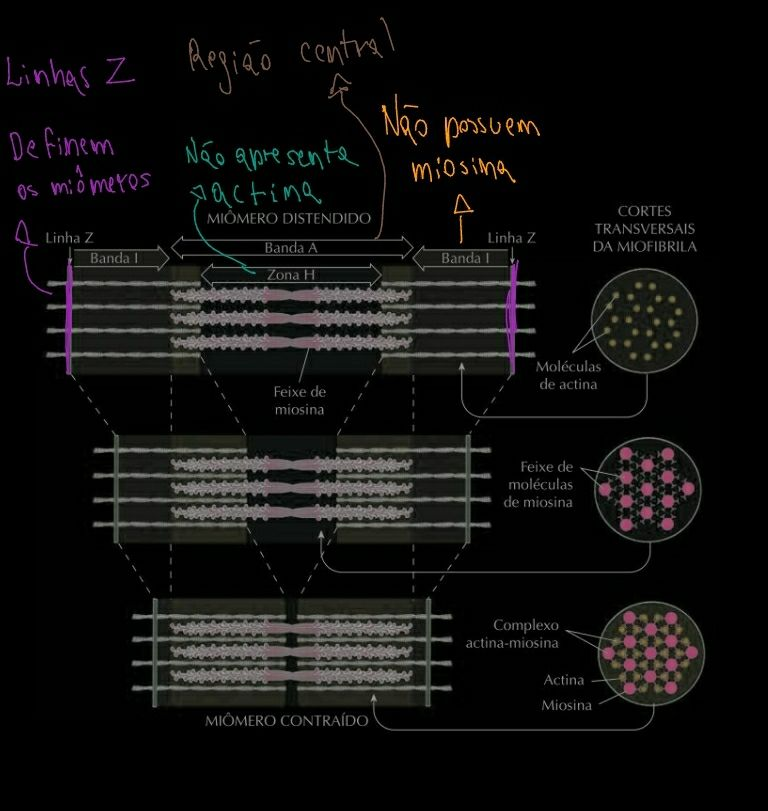 Linhas Z
Região central
Definem
os miômeros
Não apresenta
actina
Não possuem
miosina
MIÔMERO DISTENDIDO
CORTES
TRANSVERSAIS
DA MIOFIBRILA
Linha Z
Banda I
Banda A
Banda I
Linha Z
Zona H
Feixe de
miosina
Moléculas
de actina
Feixe de
moléculas
de miosina
Complexo
actina-miosina
Actina
Miosina
MIÔMERO CONTRAÍDO